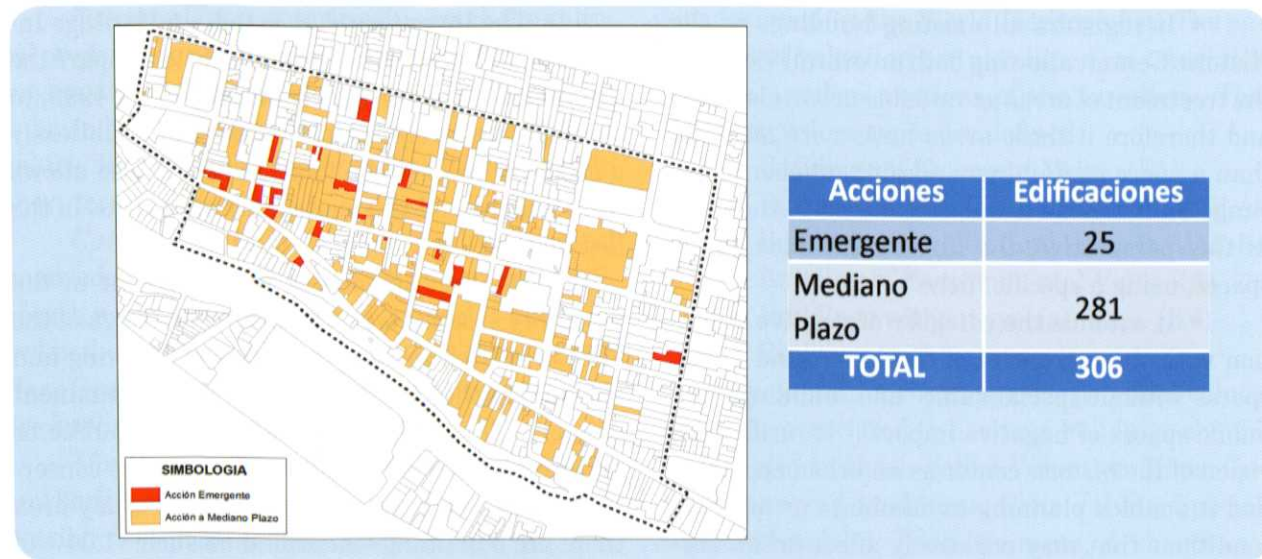 SIMBOLOGIA
Acción Emergente
Acción a Mediano Plazo
Acciones Edificaciones
Emergente 25
Mediano
Plazo 281
TOTAL 306